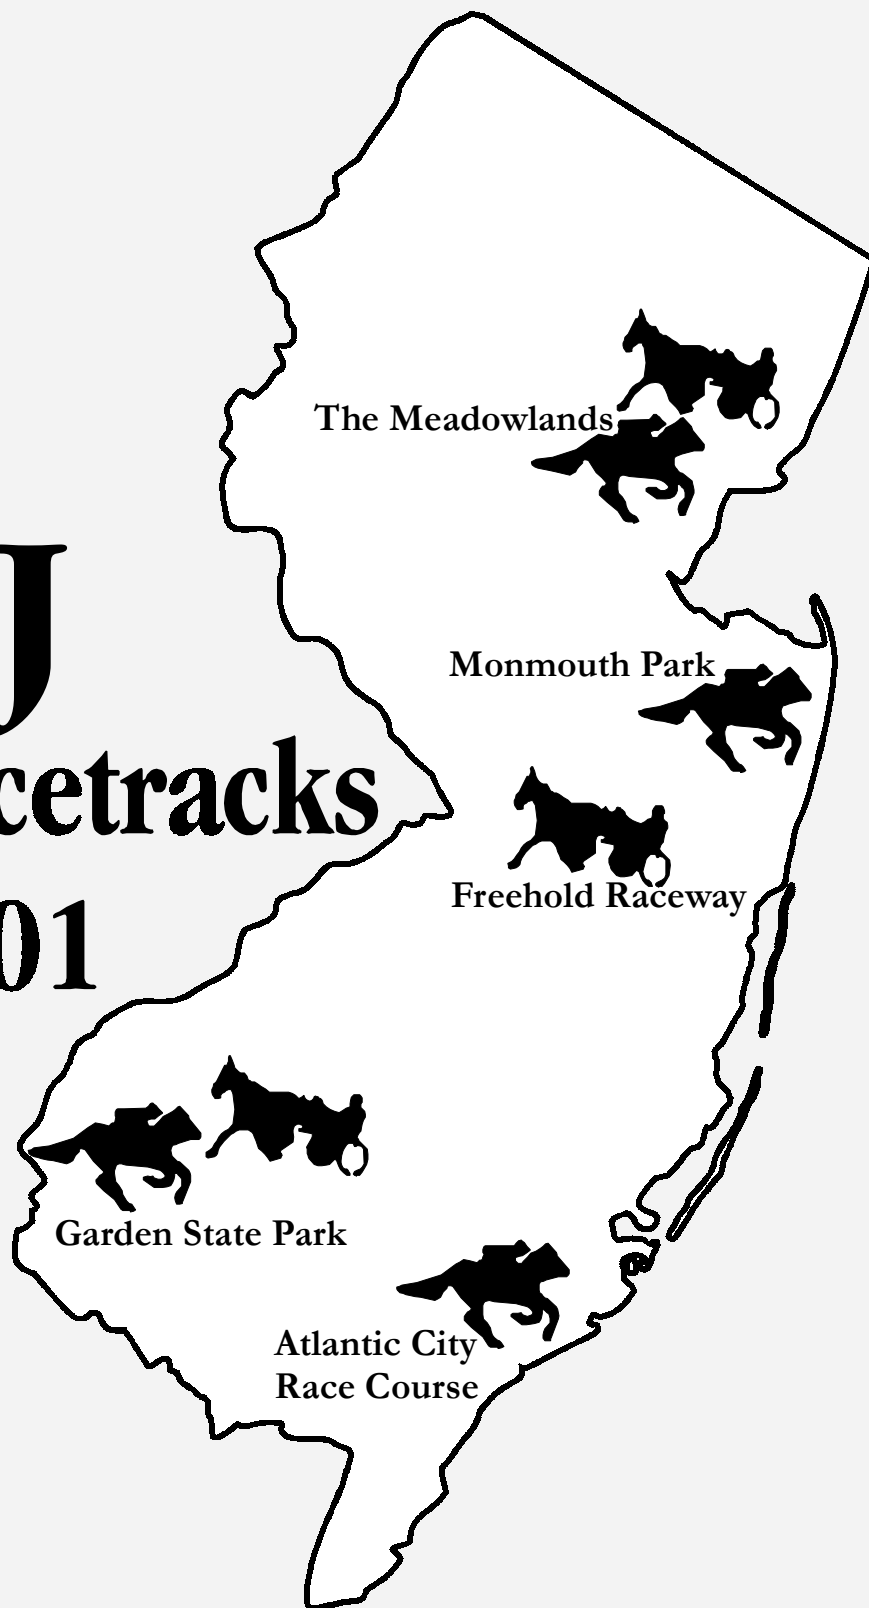 The Meadowlands
J
Monmouth Park
cetracks
Freehold Raceway
01
Garden State Park
Atlantic City
Race Course